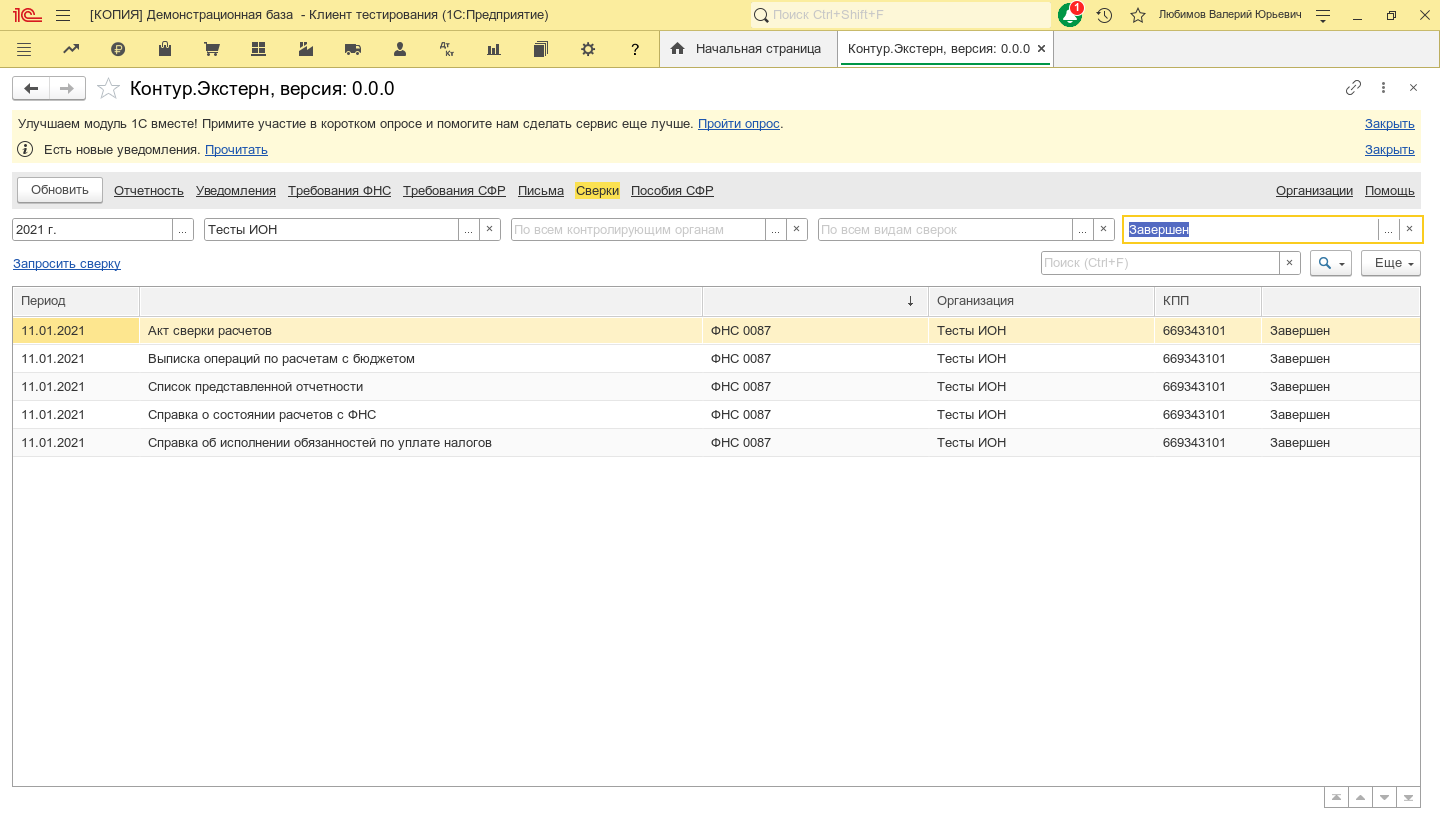 1С [КОПИЯ] Демонстрационная база - Клиент тестирования (1С:Предприятие) Поиск Ctrl+Shift+F 1 Любимов Валерий Юрьевич
Дт Кт ? Начальная страница Контур.Экстерн, версия: 0.0.0 ×
Контур.Экстерн, версия: 0.0.0
Улучшаем модуль 1С вместе! Примите участие в коротком опросе и помогите нам сделать сервис еще лучше. Пройти опрос. Закрыть
Есть новые уведомления. Прочитать Закрыть
Обновить Отчетность Уведомления Требования ФНС Требования СФР Письма Сверки Пособия СФР Организации Помощь
2021 г. ... Тесты ИОН ... × По всем контролирующим органам ... × По всем видам сверок ... × Завершен ... ×
Запросить сверку Поиск (Ctrl+F) × Еще
Период ↓ Организация КПП
11.01.2021 Акт сверки расчетов ФНС 0087 Тесты ИОН 669343101 Завершен
11.01.2021 Выписка операций по расчетам с бюджетом ФНС 0087 Тесты ИОН 669343101 Завершен
11.01.2021 Список представленной отчетности ФНС 0087 Тесты ИОН 669343101 Завершен
11.01.2021 Справка о состоянии расчетов с ФНС ФНС 0087 Тесты ИОН 669343101 Завершен
11.01.2021 Справка об исполнении обязанностей по уплате налогов ФНС 0087 Тесты ИОН 669343101 Завершен